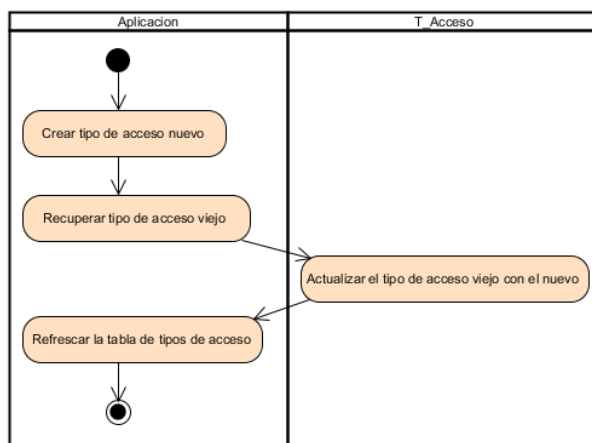 Aplicacion
T_Acceso
Crear tipo de acceso nuevo
Recuperar tipo de acceso viejo
Actualizar el tipo de acceso viejo con el nuevo
Refrescar la tabla de tipos de acceso